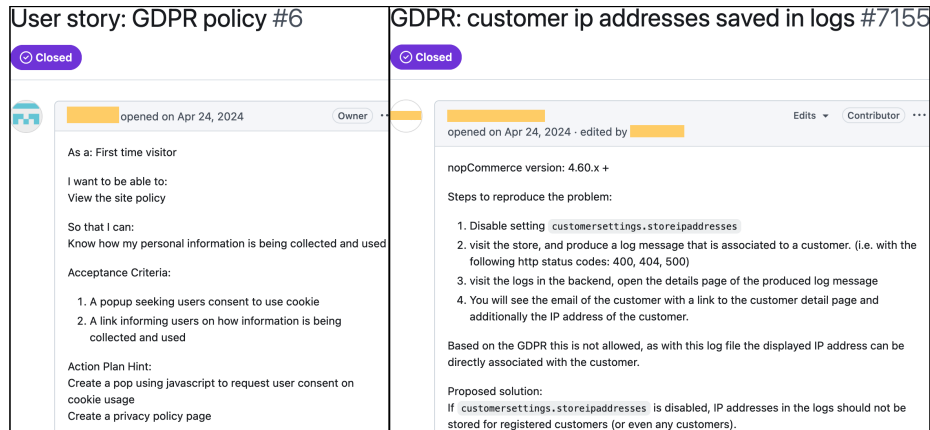 User story: GDPR policy #6
Closed
opened on Apr 24, 2024
Owner
As a: First time visitor
I want to be able to:
View the site policy
So that I can:
Know how my personal information is being collected and used
Acceptance Criteria:
1. A popup seeking users consent to use cookie
2. A link informing users on how information is being
collected and used
Action Plan Hint:
Create a pop using javascript to request user consent on
cookie usage
Create a privacy policy page
GDPR: customer ip addresses saved in logs #7155
Closed
opened on Apr 24, 2024 · edited by
Edits
Contributor
nopCommerce version: 4.60.x +
Steps to reproduce the problem:
1. Disable setting customersettings.storeipaddresses
2. visit the store, and produce a log message that is associated to a customer. (i.e. with the
following http status codes: 400, 404, 500)
3. visit the logs in the backend, open the details page of the produced log message
4. You will see the email of the customer with a link to the customer detail page and
additionally the IP address of the customer.
Based on the GDPR this is not allowed, as with this log file the displayed IP address can be
directly associated with the customer.
Proposed solution:
If customersettings.storeipaddresses is disabled, IP addresses in the logs should not be
stored for registered customers (or even any customers).